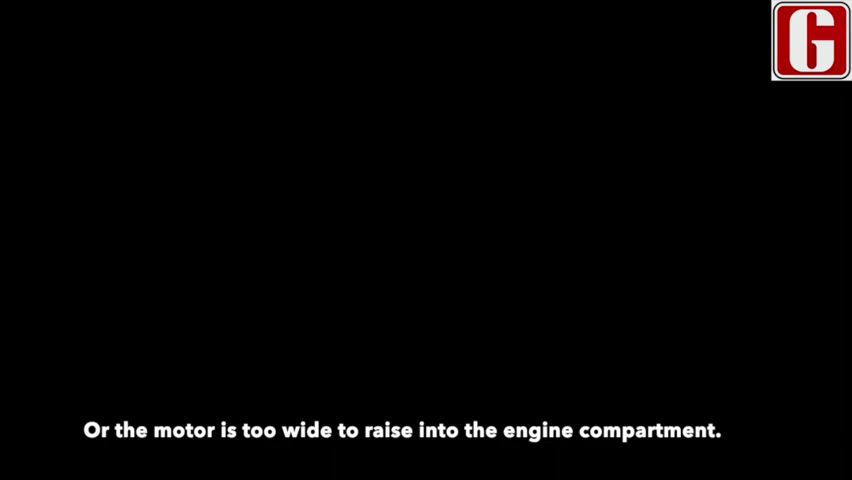 G
Or the motor is too wide to raise into the engine compartment.